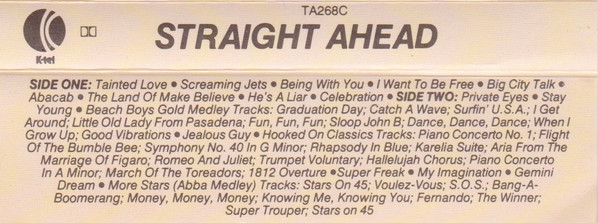 TA268C
K-tel
STRAIGHT AHEAD
SIDE ONE: Tainted Love • Screaming Jets • Being With You • I Want To Be Free • Big City Talk •
Abacab • The Land Of Make Believe • He's A Liar • Celebration • SIDE TWO: Private Eyes • Stay
Young • Beach Boys Gold Medley Tracks: Graduation Day; Catch A Wave; Surfin' U.S.A.; I Get
Around; Little Old Lady From Pasadena; Fun, Fun, Fun; Sloop John B; Dance, Dance, Dance; When I
Grow Up; Good Vibrations • Jealous Guy • Hooked On Classics Tracks: Piano Concerto No. 1; Flight
Of The Bumble Bee; Symphony No. 40 In G Minor; Rhapsody In Blue; Karelia Suite; Aria From The
Marriage Of Figaro; Romeo And Juliet; Trumpet Voluntary; Hallelujah Chorus; Piano Concerto
In A Minor; March Of The Toreadors; 1812 Overture • Super Freak • My Imagination • Gemini
Dream • More Stars (Abba Medley) Tracks: Stars On 45; Voulez-Vous; S.O.S.; Bang-A-
Boomerang; Money, Money, Money; Knowing Me, Knowing You; Fernando; The Winner;
Super Trouper; Stars on 45